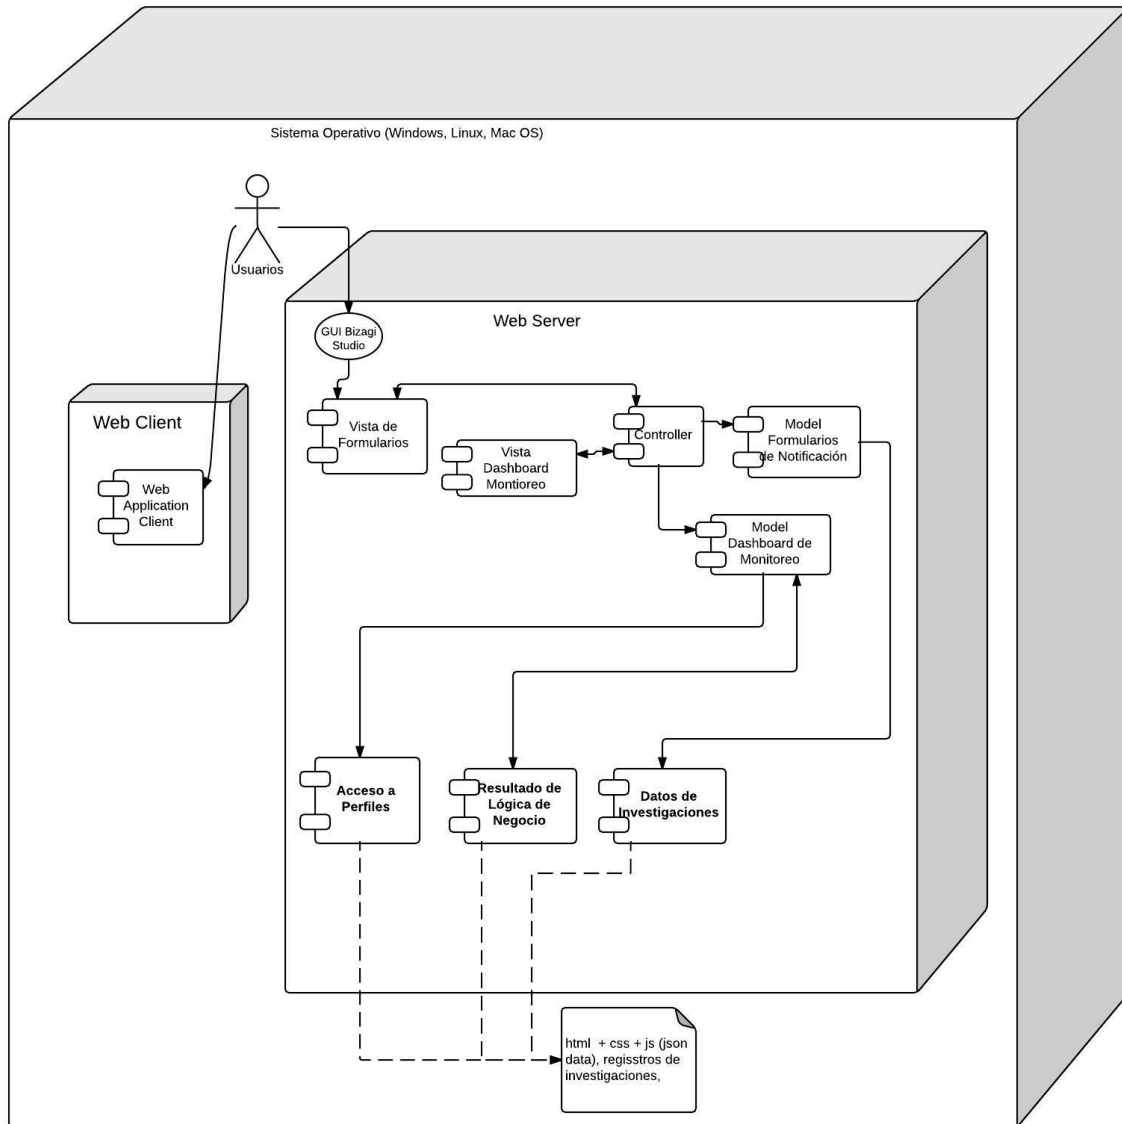 Sistema Operativo (Windows, Linux, Mac OS)
Usuarios
Web Server
GUI Bizagi
Studio
Web Client
Vista de
Formularios
Controller
Model
Formularios
de Notificación
Vista
Dashboard
Montioreo
Web
Application
Client
Model
Dashboard de
Monitoreo
Acceso a
Perfiles
Resultado de
Lógica de
Negocio
Datos de
Investigaciones
html + css + js (json
data), regisstros de
investigaciones,